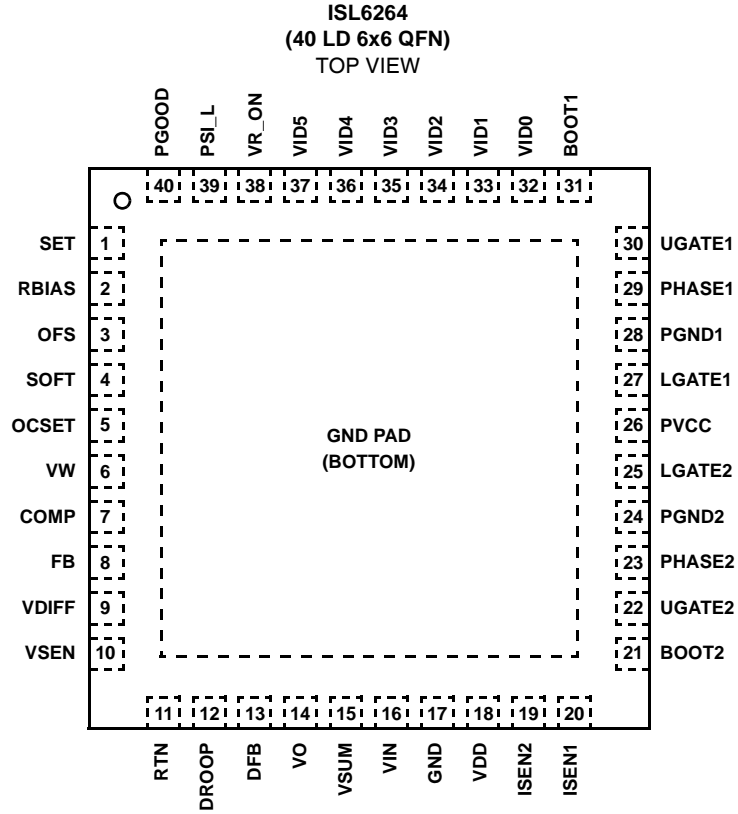 ISL6264
(40 LD 6x6 QFN)
TOP VIEW
PGOOD
PSI_L
VR_ON
VID5
VID4
VID3
VID2
VID1
VID0
BOOT1
40 39 38 37 36 35 34 33 32 31
SET 1
RBIAS 2
OFS 3
SOFT 4
OCSET 5
VW 6
COMP 7
FB 8
VDIFF 9
VSEN 10
GND PAD
(BOTTOM)
30 UGATE1
29 PHASE1
28 PGND1
27 LGATE1
26 PVCC
25 LGATE2
24 PGND2
23 PHASE2
22 UGATE2
21 BOOT2
11 12 13 14 15 16 17 18 19 20
RTN
DROOP
DFB
VO
VSUM
VIN
GND
VDD
ISEN2
ISEN1